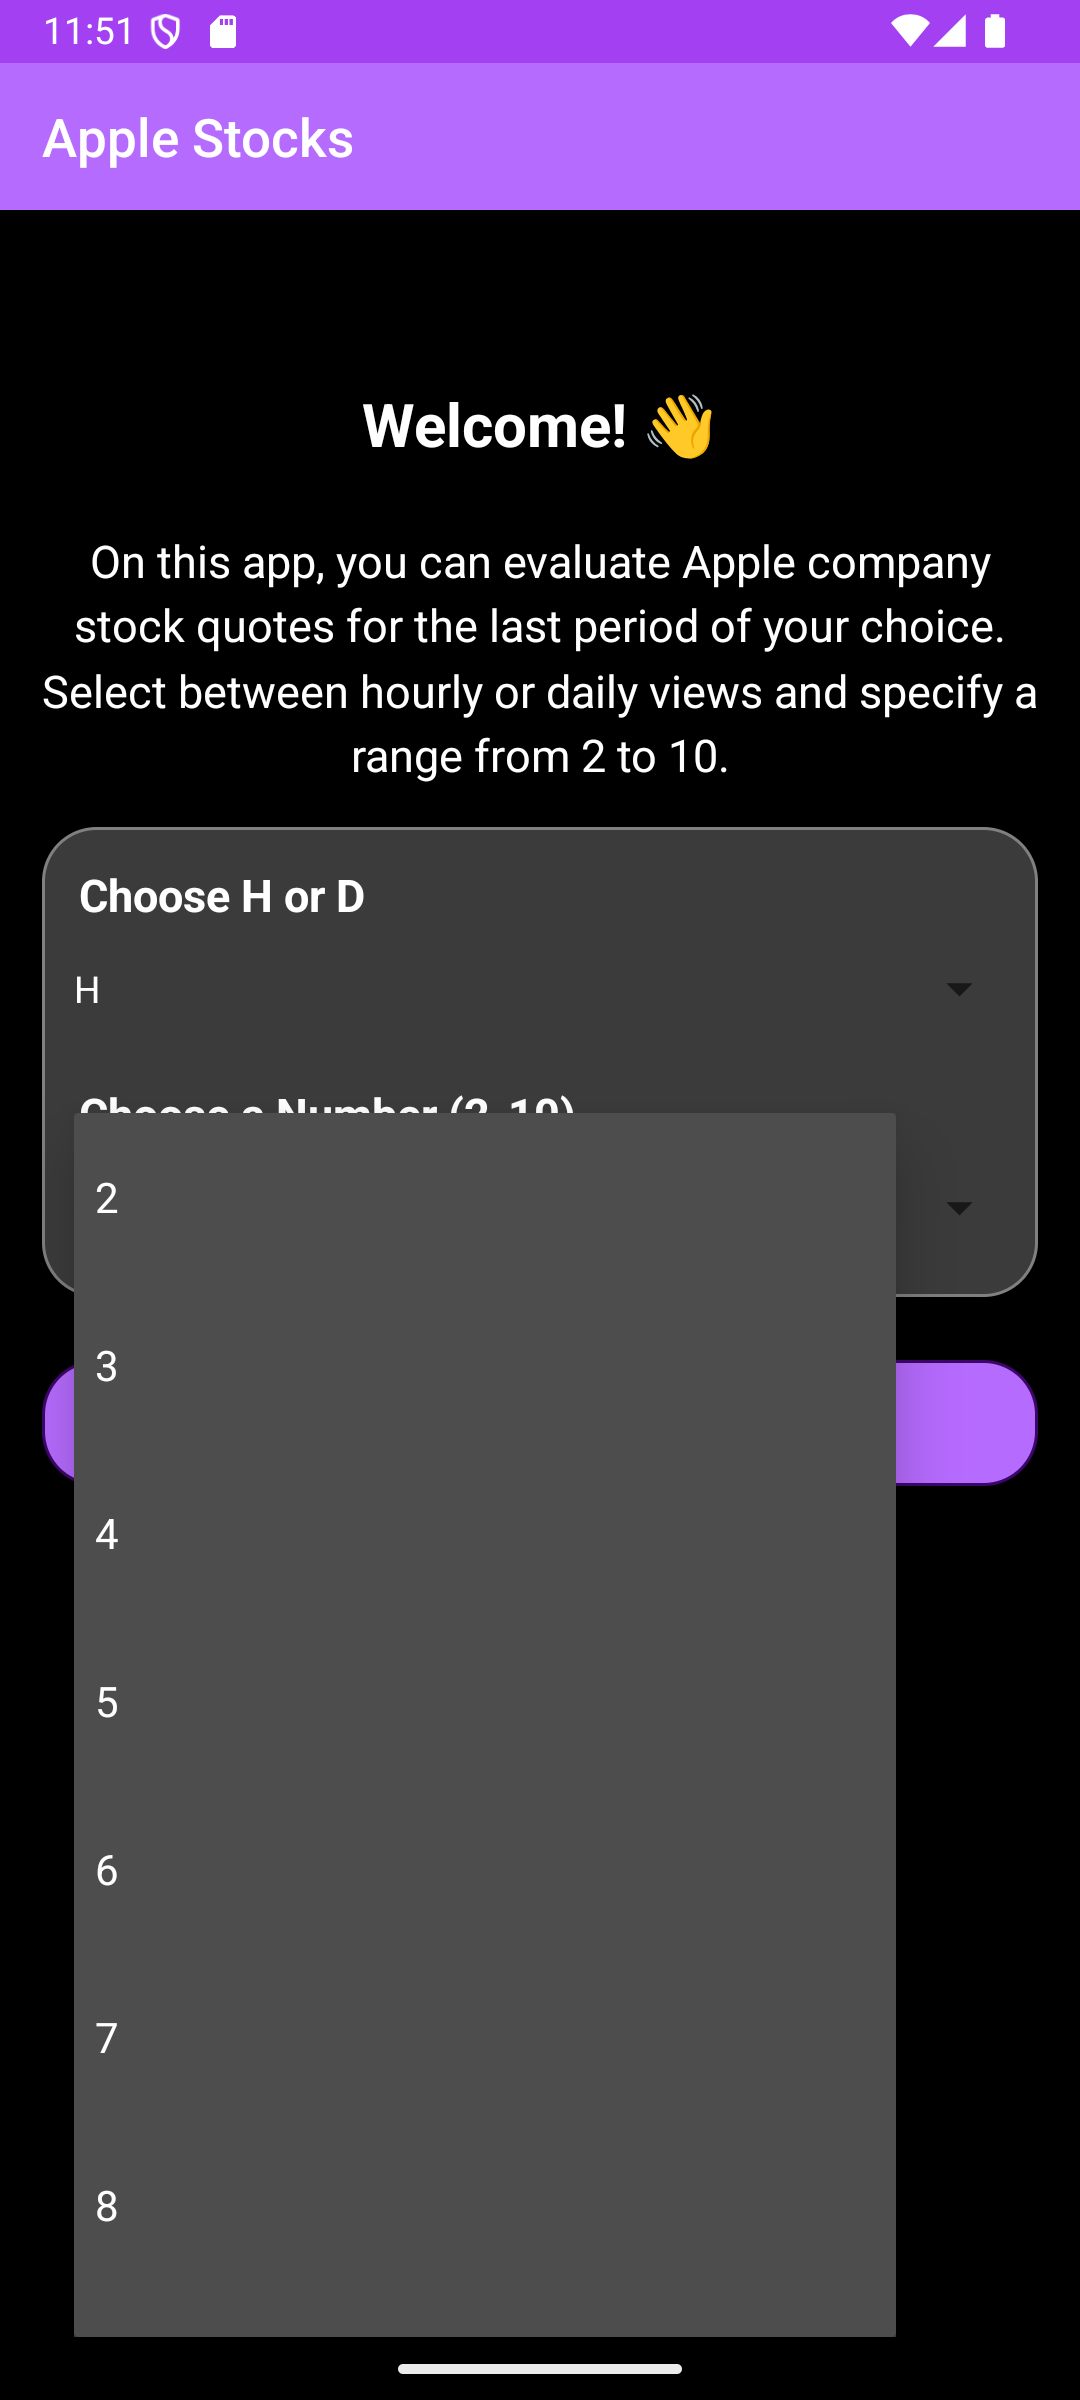 11:51
Apple Stocks
Welcome! 👋
On this app, you can evaluate Apple company
stock quotes for the last period of your choice.
Select between hourly or daily views and specify a
range from 2 to 10.
Choose H or D
H
Choose a Number (2-10)
2
3
4
5
6
7
8